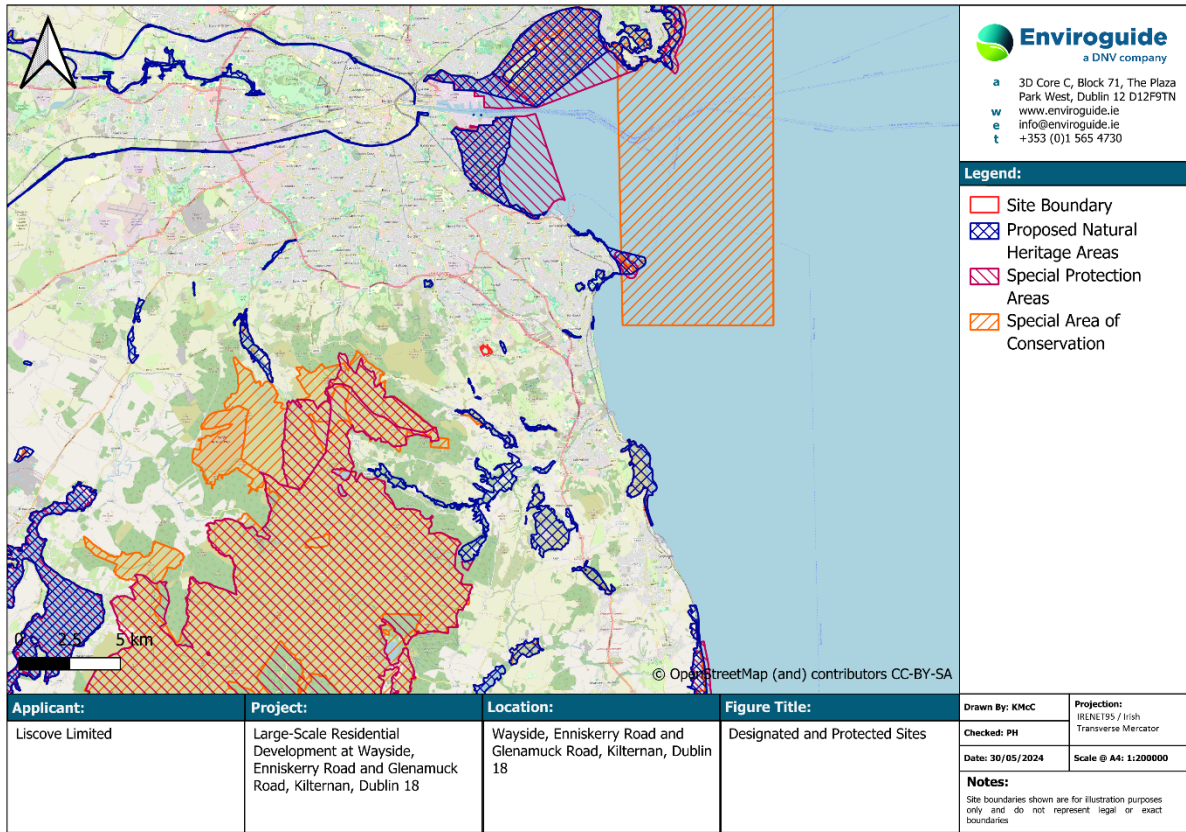 Enviroguide
a DNV company
a 3D Core C, Block 71, The Plaza
Park West, Dublin 12 D12F9TN
w www.enviroguide.ie
e info@enviroguide.ie
t +353 (0)1 565 4730
Legend:
Site Boundary
Proposed Natural
Heritage Areas
Special Protection
Areas
Special Area of
Conservation
0 2.5 5 km
© OpenStreetMap (and) contributors CC-BY-SA
Applicant:
Liscove Limited
Project:
Large-Scale Residential
Development at Wayside,
Enniskerry Road and Glenamuck
Road, Kilternan, Dublin 18
Location:
Wayside, Enniskerry Road and
Glenamuck Road, Kilternan, Dublin
18
Figure Title:
Designated and Protected Sites
Drawn By: KMcC
Checked: PH
Date: 30/05/2024
Projection:
IRENET95 / Irish
Transverse Mercator
Scale @ A4: 1:200000
Notes:
Site boundaries shown are for illustration purposes
only and do not represent legal or exact
boundaries